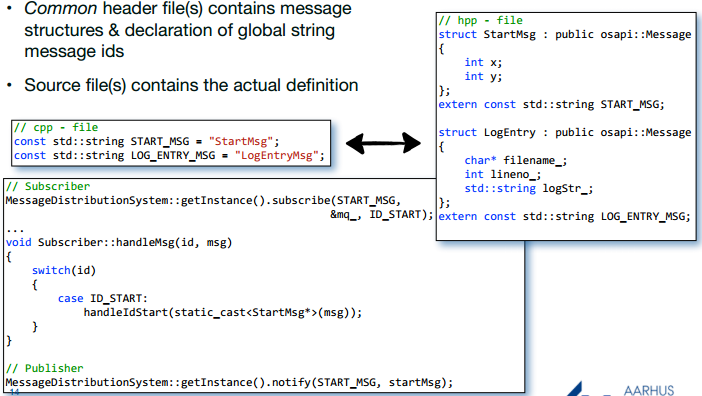 • Common header file(s) contains message
structures & declaration of global string
message ids
• Source file(s) contains the actual definition
// cpp - file
const std::string START_MSG = "StartMsg";
const std::string LOG_ENTRY_MSG = "LogEntryMsg";
// hpp - file
struct StartMsg : public osapi::Message
{
    int x;
    int y;
};
extern const std::string START_MSG;

struct LogEntry : public osapi::Message
{
    char* filename_;
    int lineno_;
    std::string logStr_;
};
extern const std::string LOG_ENTRY_MSG;
// Subscriber
MessageDistributionSystem::getInstance().subscribe(START_MSG,
                                                  &mq_, ID_START);
...
void Subscriber::handleMsg(id, msg)
{
    switch(id)
    {
        case ID_START:
            handleIdStart(static_cast<StartMsg*>(msg));
    }
}

// Publisher
MessageDistributionSystem::getInstance().notify(START_MSG, startMsg);
14
AARHUS